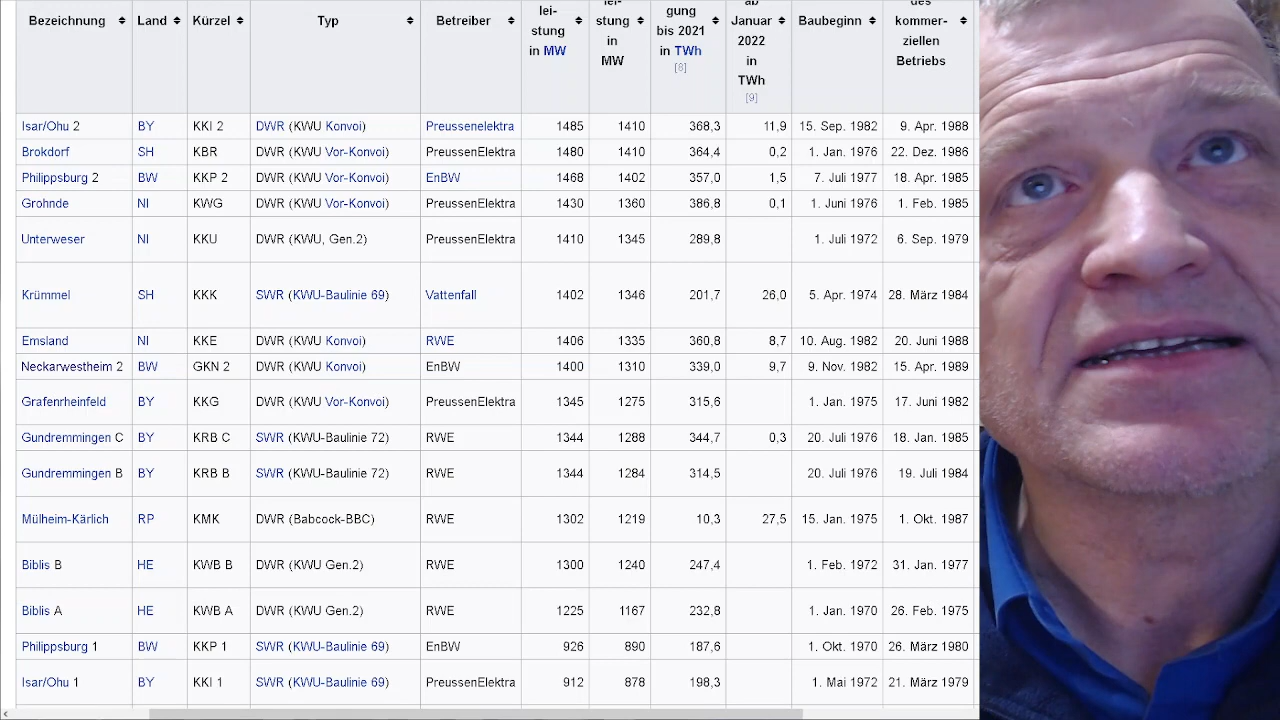 Bezeichnung Land Kürzel Typ Betreiber lei- stung in MW stung in MW gung bis 2021 in TWh [8] Januar 2022 in TWh [9] Baubeginn kommer- ziellen Betriebs
Isar/Ohu 2 BY KKI 2 DWR (KWU Konvoi) Preussenelektra 1485 1410 368,3 11,9 15. Sep. 1982 9. Apr. 1988
Brokdorf SH KBR DWR (KWU Vor-Konvoi) PreussenElektra 1480 1410 364,4 0,2 1. Jan. 1976 22. Dez. 1986
Philippsburg 2 BW KKP 2 DWR (KWU Vor-Konvoi) EnBW 1468 1402 357,0 1,5 7. Juli 1977 18. Apr. 1985
Grohnde NI KWG DWR (KWU Vor-Konvoi) PreussenElektra 1430 1360 386,8 0,1 1. Juni 1976 1. Feb. 1985
Unterweser NI KKU DWR (KWU, Gen.2) PreussenElektra 1410 1345 289,8 1. Juli 1972 6. Sep. 1979
Krümmel SH KKK SWR (KWU-Baulinie 69) Vattenfall 1402 1346 201,7 26,0 5. Apr. 1974 28. März 1984
Emsland NI KKE DWR (KWU Konvoi) RWE 1406 1335 360,8 8,7 10. Aug. 1982 20. Juni 1988
Neckarwestheim 2 BW GKN 2 DWR (KWU Konvoi) EnBW 1400 1310 339,0 9,7 9. Nov. 1982 15. Apr. 1989
Grafenrheinfeld BY KKG DWR (KWU Vor-Konvoi) PreussenElektra 1345 1275 315,6 1. Jan. 1975 17. Juni 1982
Gundremmingen C BY KRB C SWR (KWU-Baulinie 72) RWE 1344 1288 344,7 0,3 20. Juli 1976 18. Jan. 1985
Gundremmingen B BY KRB B SWR (KWU-Baulinie 72) RWE 1344 1284 314,5 20. Juli 1976 19. Juli 1984
Mülheim-Kärlich RP KMK DWR (Babcock-BBC) RWE 1302 1219 10,3 27,5 15. Jan. 1975 1. Okt. 1987
Biblis B HE KWB B DWR (KWU Gen.2) RWE 1300 1240 247,4 1. Feb. 1972 31. Jan. 1977
Biblis A HE KWB A DWR (KWU Gen.2) RWE 1225 1167 232,8 1. Jan. 1970 26. Feb. 1975
Philippsburg 1 BW KKP 1 SWR (KWU-Baulinie 69) EnBW 926 890 187,6 1. Okt. 1970 26. März 1980
Isar/Ohu 1 BY KKI 1 SWR (KWU-Baulinie 69) PreussenElektra 912 878 198,3 1. Mai 1972 21. März 1979